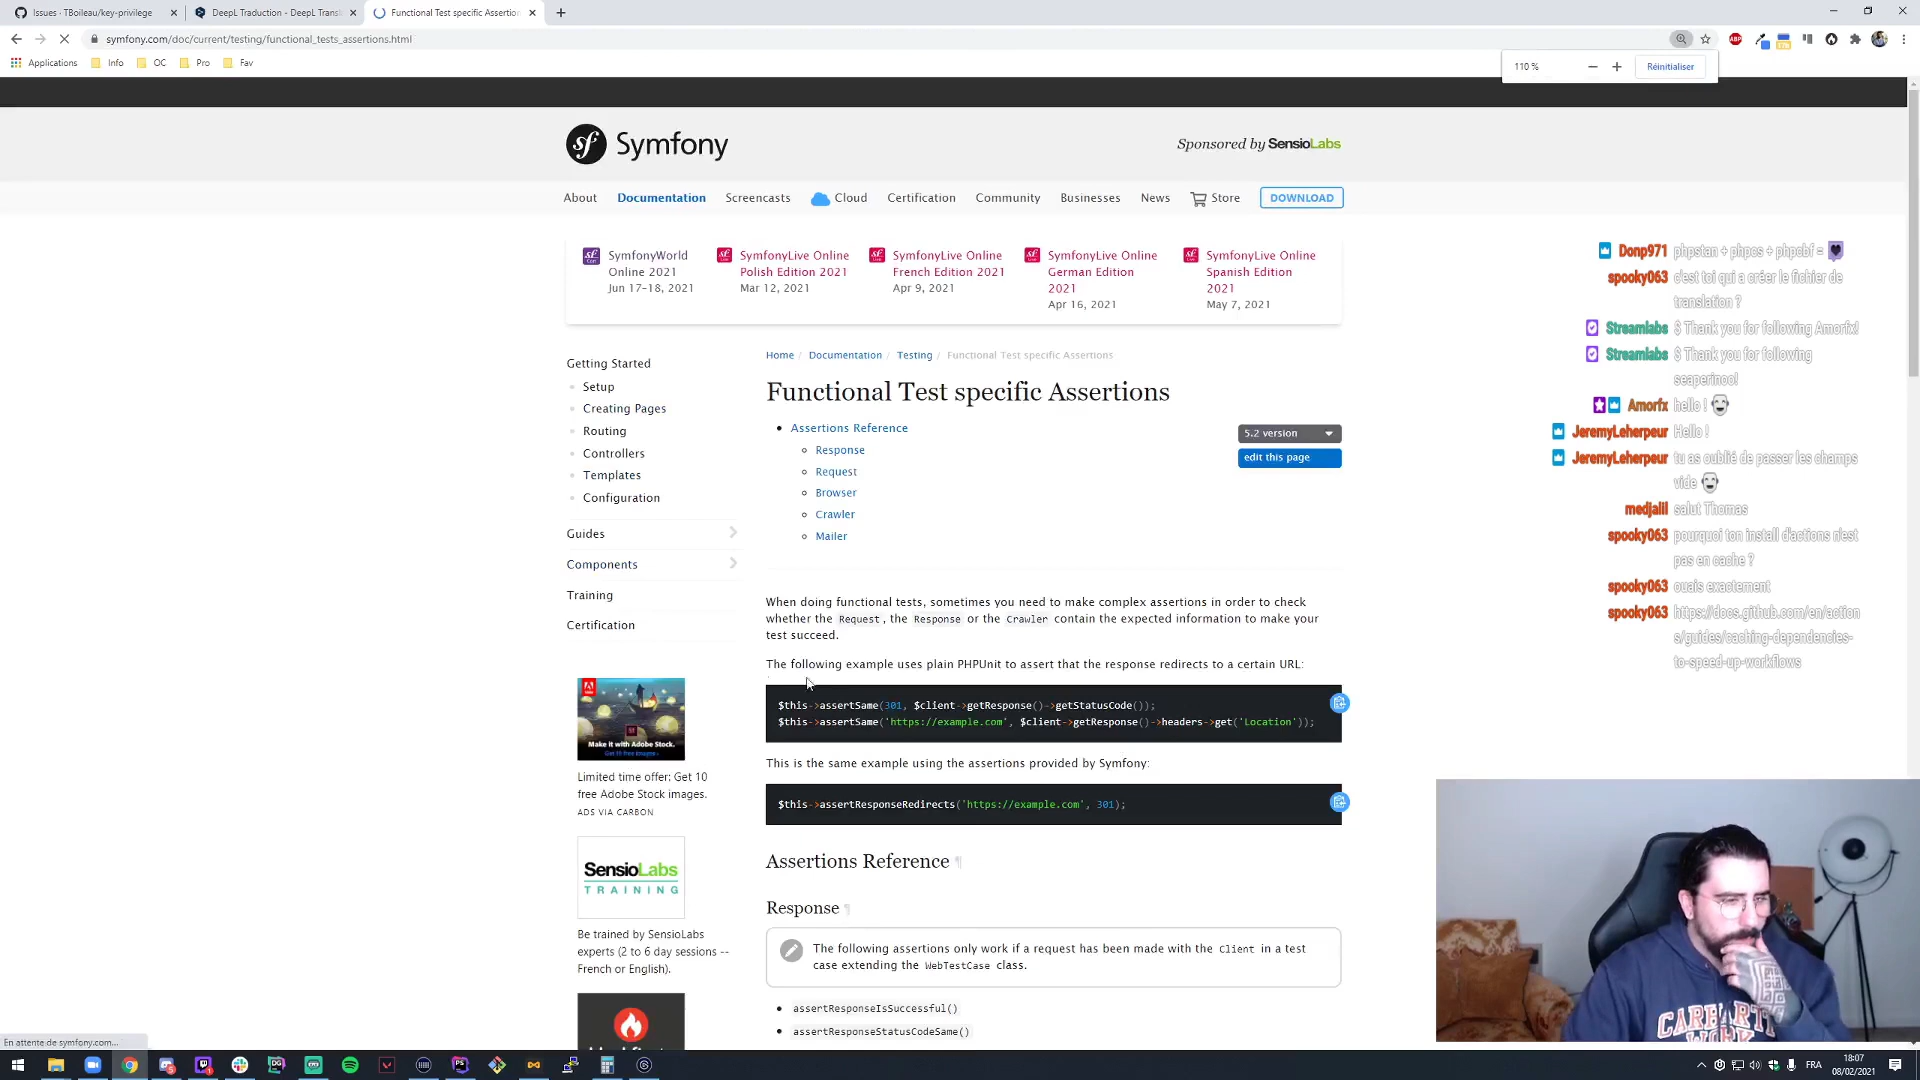 Issues · TBoileau/key-privilege
DeepL Traduction - DeepL Transl
Functional Test specific Assertion
symfony.com/doc/current/testing/functional_tests_assertions.html
110 %
Réinitialiser
Applications
Info
OC
Pro
Fav
ABP
sf Symfony
Sponsored by SensioLabs
About
Documentation
Screencasts
Cloud
Certification
Community
Businesses
News
Store
DOWNLOAD
SymfonyWorld
Online 2021
Jun 17-18, 2021
SymfonyLive Online
Polish Edition 2021
Mar 12, 2021
SymfonyLive Online
French Edition 2021
Apr 9, 2021
SymfonyLive Online
German Edition
2021
Apr 16, 2021
SymfonyLive Online
Spanish Edition
2021
May 7, 2021
Getting Started
Setup
Creating Pages
Routing
Controllers
Templates
Configuration
Guides
Components
Training
Certification
Make it with Adobe Stock.
Limited time offer: Get 10
free Adobe Stock images.
ADS VIA CARBON
SensioLabs
TRAINING
Be trained by SensioLabs
experts (2 to 6 day sessions --
French or English).
Home / Documentation / Testing / Functional Test specific Assertions
Functional Test specific Assertions
Assertions Reference
Response
Request
Browser
Crawler
Mailer
5.2 version
edit this page
When doing functional tests, sometimes you need to make complex assertions in order to check
whether the Request, the Response or the Crawler contain the expected information to make your
test succeed.
The following example uses plain PHPUnit to assert that the response redirects to a certain URL:
$this->assertSame(301, $client->getResponse()->getStatusCode());
$this->assertSame('https://example.com', $client->getResponse()->headers->get('Location'));
This is the same example using the assertions provided by Symfony:
$this->assertResponseRedirects('https://example.com', 301);
Assertions Reference ¶
Response ¶
The following assertions only work if a request has been made with the Client in a test
case extending the WebTestCase class.
assertResponseIsSuccessful()
assertResponseStatusCodeSame()
Donp971 phpstan + phpcs + phpcbf =
spooky063 c'est toi qui a créer le fichier de
translation ?
Streamlabs $ Thank you for following Amorfx!
Streamlabs $ Thank you for following
seaperinoo!
Amorfx hello !
JeremyLeherpeur Hello !
JeremyLeherpeur tu as oublié de passer les champs
vide
medjalil salut Thomas
spooky063 pourquoi ton install d'actions n'est
pas en cache ?
spooky063 ouais exactement
spooky063 https://docs.github.com/en/action
s/guides/caching-dependencies-
to-speed-up-workflows
CARHARTT
En attente de symfony.com...
FRA
18:07
08/02/2021